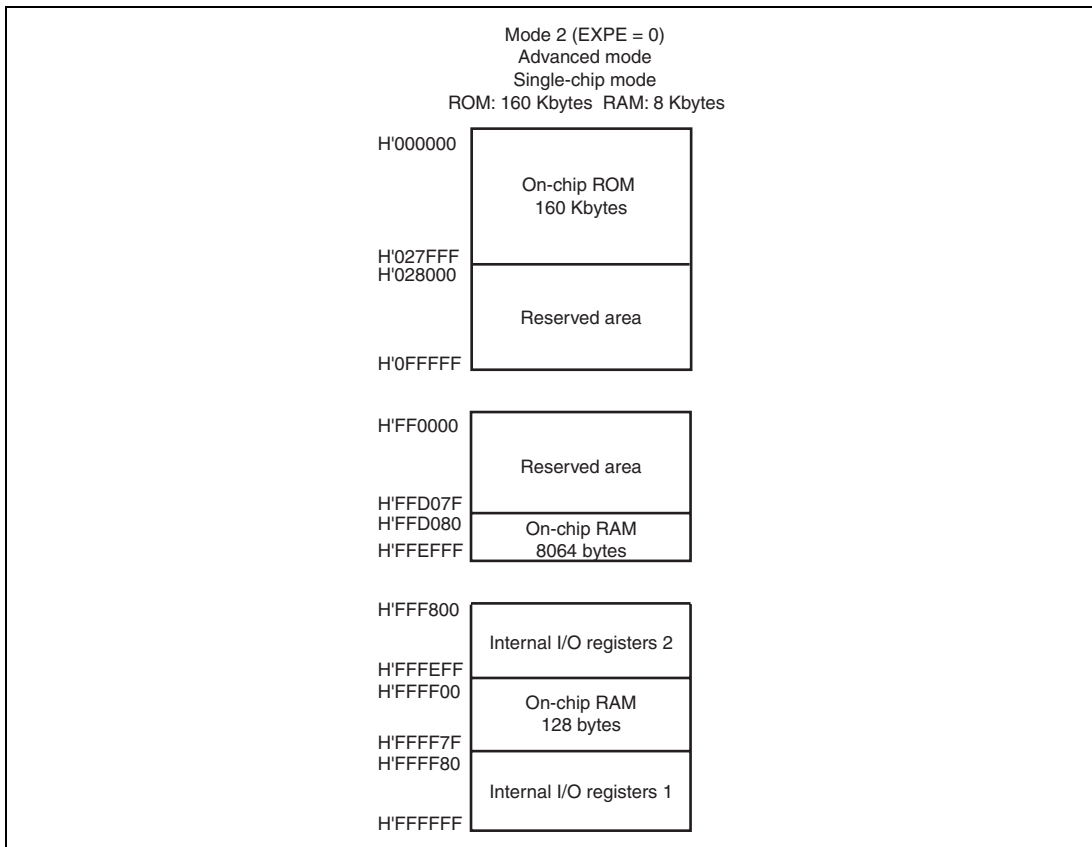 Mode 2 (EXPE = 0)
Advanced mode
Single-chip mode
ROM: 160 Kbytes RAM: 8 Kbytes
H'000000
On-chip ROM
160 Kbytes
H'027FFF
H'028000
Reserved area
H'0FFFFF
H'FF0000
Reserved area
H'FFD07F
H'FFD080
On-chip RAM
8064 bytes
H'FFEFFF
H'FFF800
Internal I/O registers 2
H'FFFEFF
H'FFFF00
On-chip RAM
128 bytes
H'FFFF7F
H'FFFF80
Internal I/O registers 1
H'FFFFFF